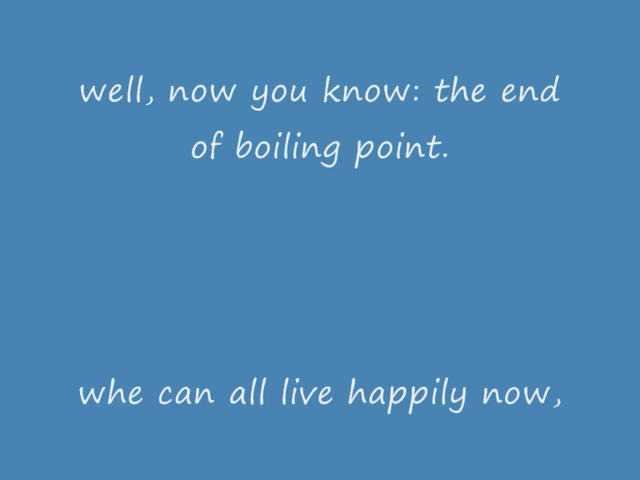 well, now you know: the end
of boiling point.
whe can all live happily now,